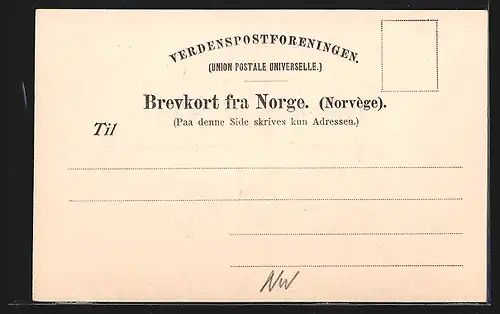 VERDENSPOSTFORENINGEN.
(UNION POSTALE UNIVERSELLE.)
Brevkort fra Norge. (Norvège).
(Paa denne Side skrives kun Adressen.)
Til